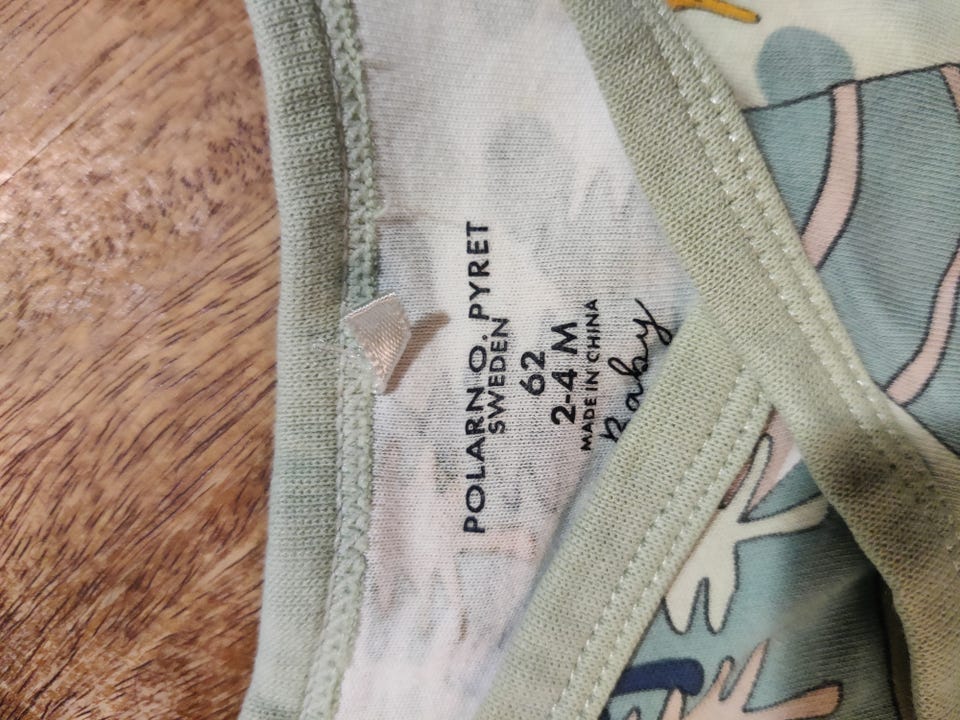 POLARN O. PYRET
SWEDEN
62
2-4 M
MADE IN CHINA
Baby